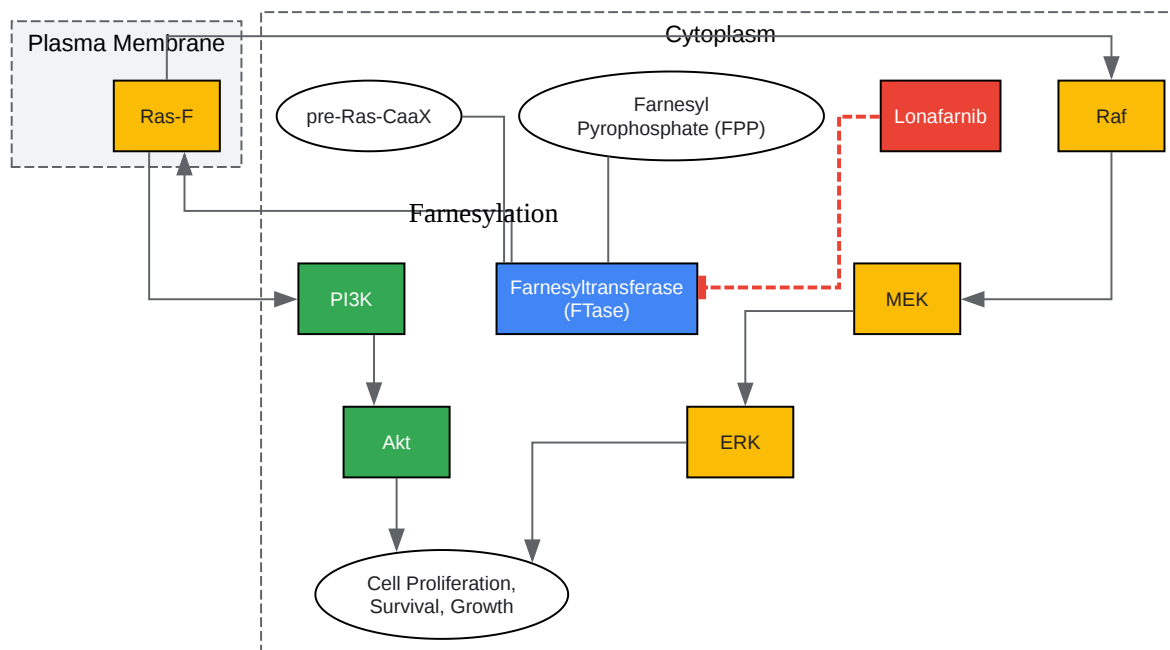 Plasma Membrane
Cytoplasm
Ras-F
pre-Ras-CaaX
Farnesyl
Pyrophosphate (FPP)
Lonafarnib
Raf
Farnesylation
PI3K
Farnesyltransferase
(FTase)
MEK
Akt
ERK
Cell Proliferation,
Survival, Growth